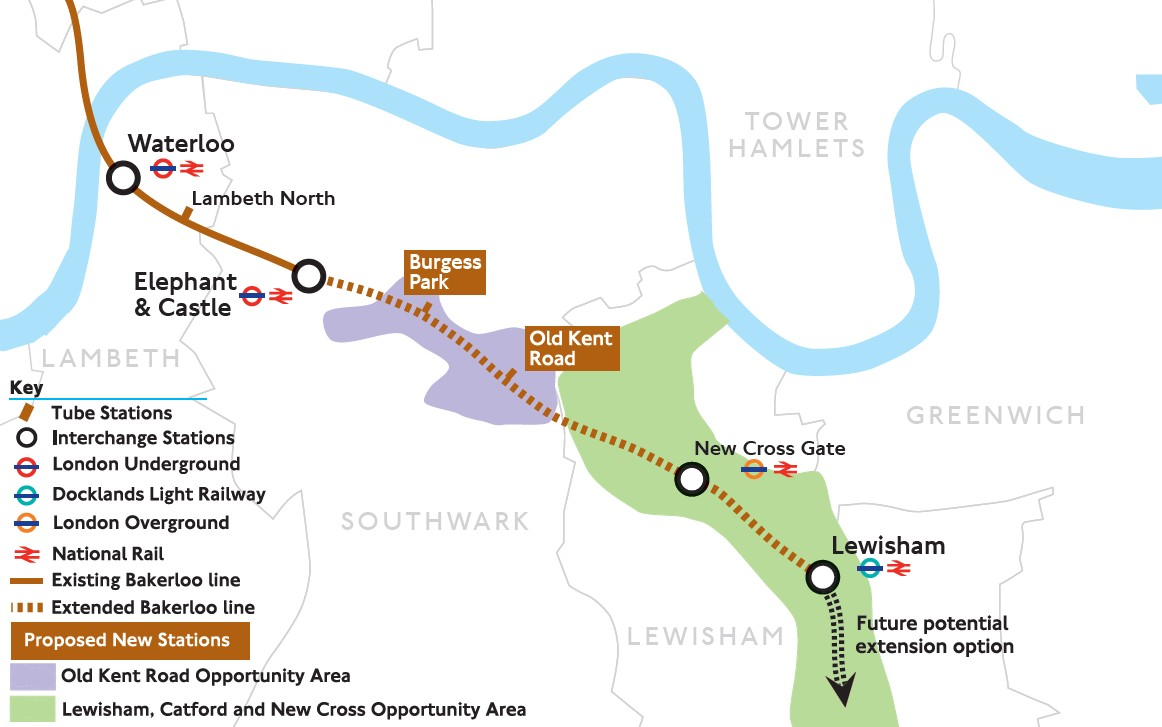 Waterloo
Lambeth North
TOWER
HAMLETS
Elephant
& Castle
Burgess
Park
Old Kent
Road
LAMBETH
GREENWICH
New Cross Gate
SOUTHWARK
Lewisham
LEWISHAM
Future potential
extension option
Key
Tube Stations
Interchange Stations
London Underground
Docklands Light Railway
London Overground
National Rail
Existing Bakerloo line
Extended Bakerloo line
Proposed New Stations
Old Kent Road Opportunity Area
Lewisham, Catford and New Cross Opportunity Area